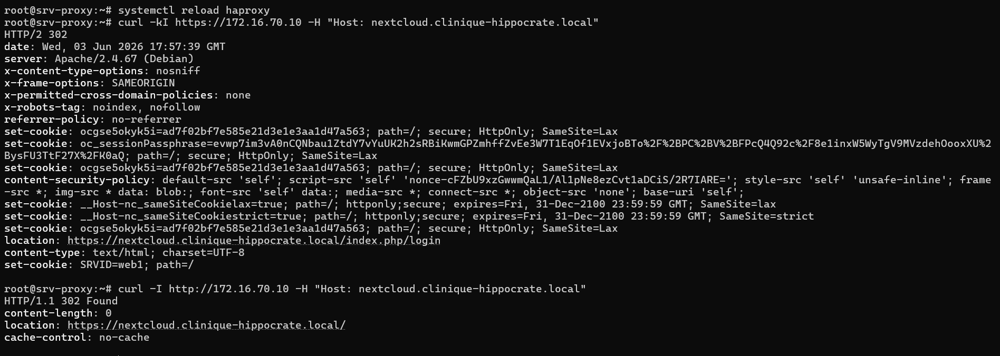 root@srv-proxy:~# systemctl reload haproxy
root@srv-proxy:~# curl -kI https://172.16.70.10 -H "Host: nextcloud.clinique-hippocrate.local"
HTTP/2 302
date: Wed, 03 Jun 2026 17:57:39 GMT
server: Apache/2.4.67 (Debian)
x-content-type-options: nosniff
x-frame-options: SAMEORIGIN
x-permitted-cross-domain-policies: none
x-robots-tag: noindex, nofollow
referrer-policy: no-referrer
set-cookie: ocgse5okyk5i=ad7f02bf7e585e21d3e1e3aa1d47a563; path=/; secure; HttpOnly; SameSite=Lax
set-cookie: oc_sessionPassphrase=evwp7im3vA0nCQNbau1ZtdY7vYuUK2h2sRBiKwmGPZmhffZvEe3W7T1EqOf1EVxjoBTo%2F%2BPC%2BV%2BFPcQ4Q92c%2F8e1inxW5WyTgV9MVzdehOooxXU%2
BysFU3TtF27X%2FK0aQ; path=/; secure; HttpOnly; SameSite=Lax
set-cookie: ocgse5okyk5i=ad7f02bf7e585e21d3e1e3aa1d47a563; path=/; secure; HttpOnly; SameSite=Lax
content-security-policy: default-src 'self'; script-src 'self' 'nonce-cFZbU9xzGwwmQaL1/Al1pNe8ezCvt1aDCiS/2R7IARE='; style-src 'self' 'unsafe-inline'; frame
-src *; img-src * data: blob:; font-src 'self' data:; media-src *; connect-src *; object-src 'none'; base-uri 'self';
set-cookie: __Host-nc_sameSiteCookielax=true; path=/; httponly;secure; expires=Fri, 31-Dec-2100 23:59:59 GMT; SameSite=lax
set-cookie: __Host-nc_sameSiteCookiestrict=true; path=/; httponly;secure; expires=Fri, 31-Dec-2100 23:59:59 GMT; SameSite=strict
set-cookie: ocgse5okyk5i=ad7f02bf7e585e21d3e1e3aa1d47a563; path=/; secure; HttpOnly; SameSite=Lax
location: https://nextcloud.clinique-hippocrate.local/index.php/login
content-type: text/html; charset=UTF-8
set-cookie: SRVID=web1; path=/
root@srv-proxy:~# curl -I http://172.16.70.10 -H "Host: nextcloud.clinique-hippocrate.local"
HTTP/1.1 302 Found
content-length: 0
location: https://nextcloud.clinique-hippocrate.local/
cache-control: no-cache